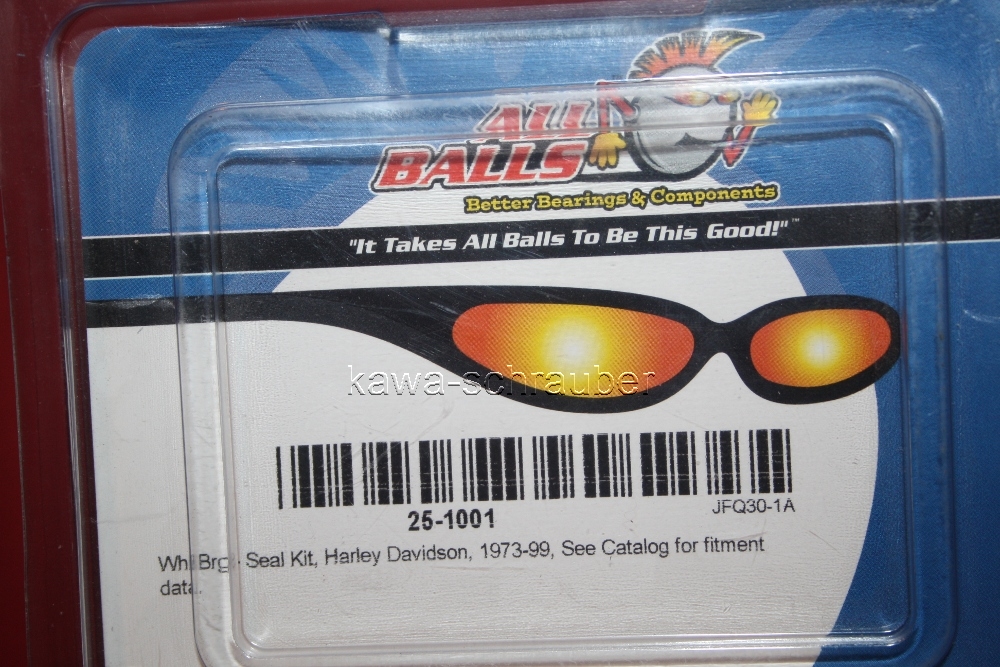 ALL
BALLS
Better Bearings & Components
"It Takes All Balls To Be This Good!"™
kawa-schrauber
25-1001
JFQ30-1A
Whl Brg - Seal Kit, Harley Davidson, 1973-99, See Catalog for fitment
data.